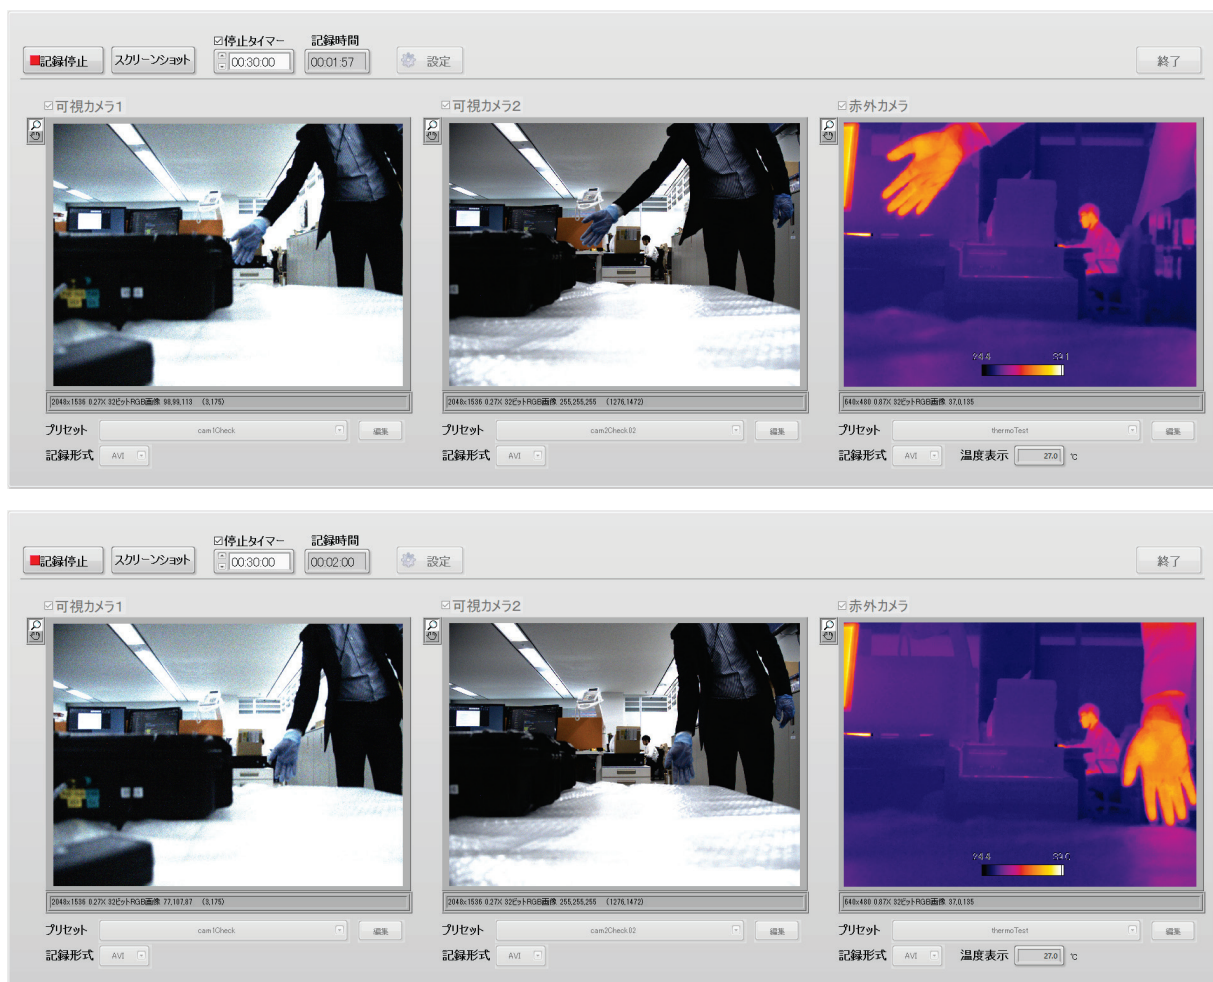 停止タイマー 記録時間
記録停止 スクリーンショット 00:30:00 00:01:57 設定 終了
可視カメラ1 可視カメラ2 赤外カメラ
2048x1536 0.27X 32ビットRGB画像 98,99,113 (3,175)
2048x1536 0.27X 32ビットRGB画像 255,255,255 (1276,1472)
640x480 0.87X 32ビットRGB画像 37,0,135
プリセット cam1Check 編集 プリセット cam2Check02 編集 プリセット thermoTest 編集
記録形式 AVI 記録形式 AVI 記録形式 AVI 温度表示 27.0 ℃
停止タイマー 記録時間
記録停止 スクリーンショット 00:30:00 00:02:00 設定 終了
可視カメラ1 可視カメラ2 赤外カメラ
2048x1536 0.27X 32ビットRGB画像 77,107,87 (3,175)
2048x1536 0.27X 32ビットRGB画像 255,255,255 (1276,1472)
640x480 0.87X 32ビットRGB画像 37,0,135
プリセット cam1Check 編集 プリセット cam2Check02 編集 プリセット thermoTest 編集
記録形式 AVI 記録形式 AVI 記録形式 AVI 温度表示 27.0 ℃